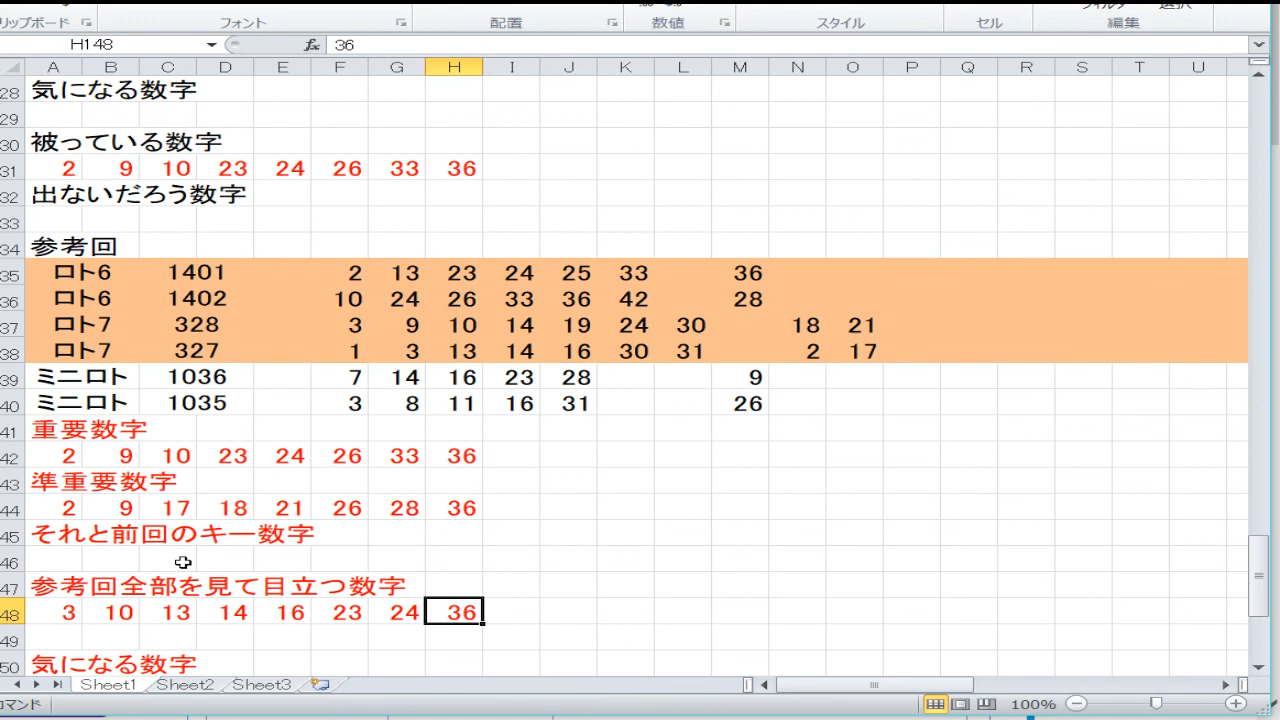 リップボード フォント 配置 数値 スタイル セル 編集
H148 fx 36
A B C D E F G H I J K L M N O P Q R S T U
28 気になる数字
29
30 被っている数字
31 2 9 10 23 24 26 33 36
32 出ないだろう数字
33
34 参考回
35 ロト6 1401 2 13 23 24 25 33 36
36 ロト6 1402 10 24 26 33 36 42 28
37 ロト7 328 3 9 10 14 19 24 30 18 21
38 ロト7 327 1 3 13 14 16 30 31 2 17
39 ミニロト 1036 7 14 16 23 28 9
40 ミニロト 1035 3 8 11 16 31 26
41 重要数字
42 2 9 10 23 24 26 33 36
43 準重要数字
44 2 9 17 18 21 26 28 36
45 それと前回のキー数字
46
47 参考回全部を見て目立つ数字
48 3 10 13 14 16 23 24 36
49
50 気になる数字
Sheet1 Sheet2 Sheet3
コマンド 100%